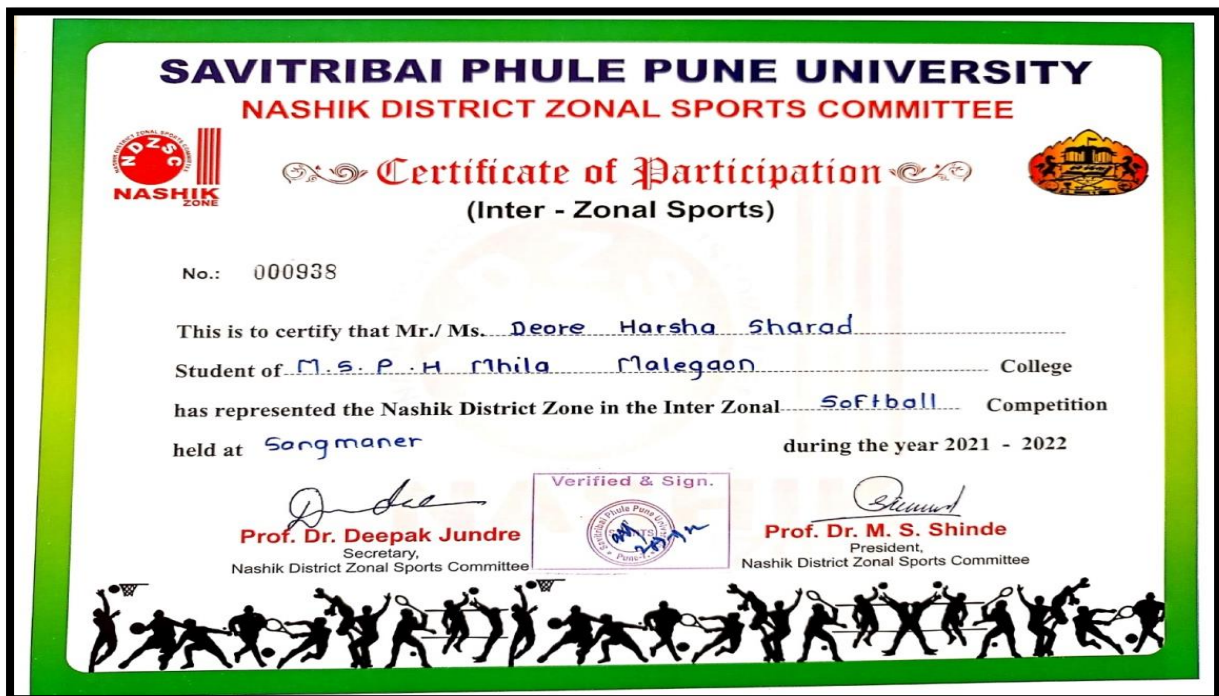 SAVITRIBAI PHULE PUNE UNIVERSITY
NASHIK DISTRICT ZONAL SPORTS COMMITTEE
NDZSC
NASHIK
ZONE
Certificate of Participation
(Inter - Zonal Sports)
No.: 000938
This is to certify that Mr./ Ms. Deore Harsha Sharad
Student of M.S.P.H Mhila Malegaon College
has represented the Nashik District Zone in the Inter Zonal Softball Competition
held at Sangmaner during the year 2021 - 2022
Verified & Sign.
Savitribai Phule Pune
Prof. Dr. Deepak Jundre
Secretary,
Nashik District Zonal Sports Committee
Prof. Dr. M. S. Shinde
President,
Nashik District Zonal Sports Committee